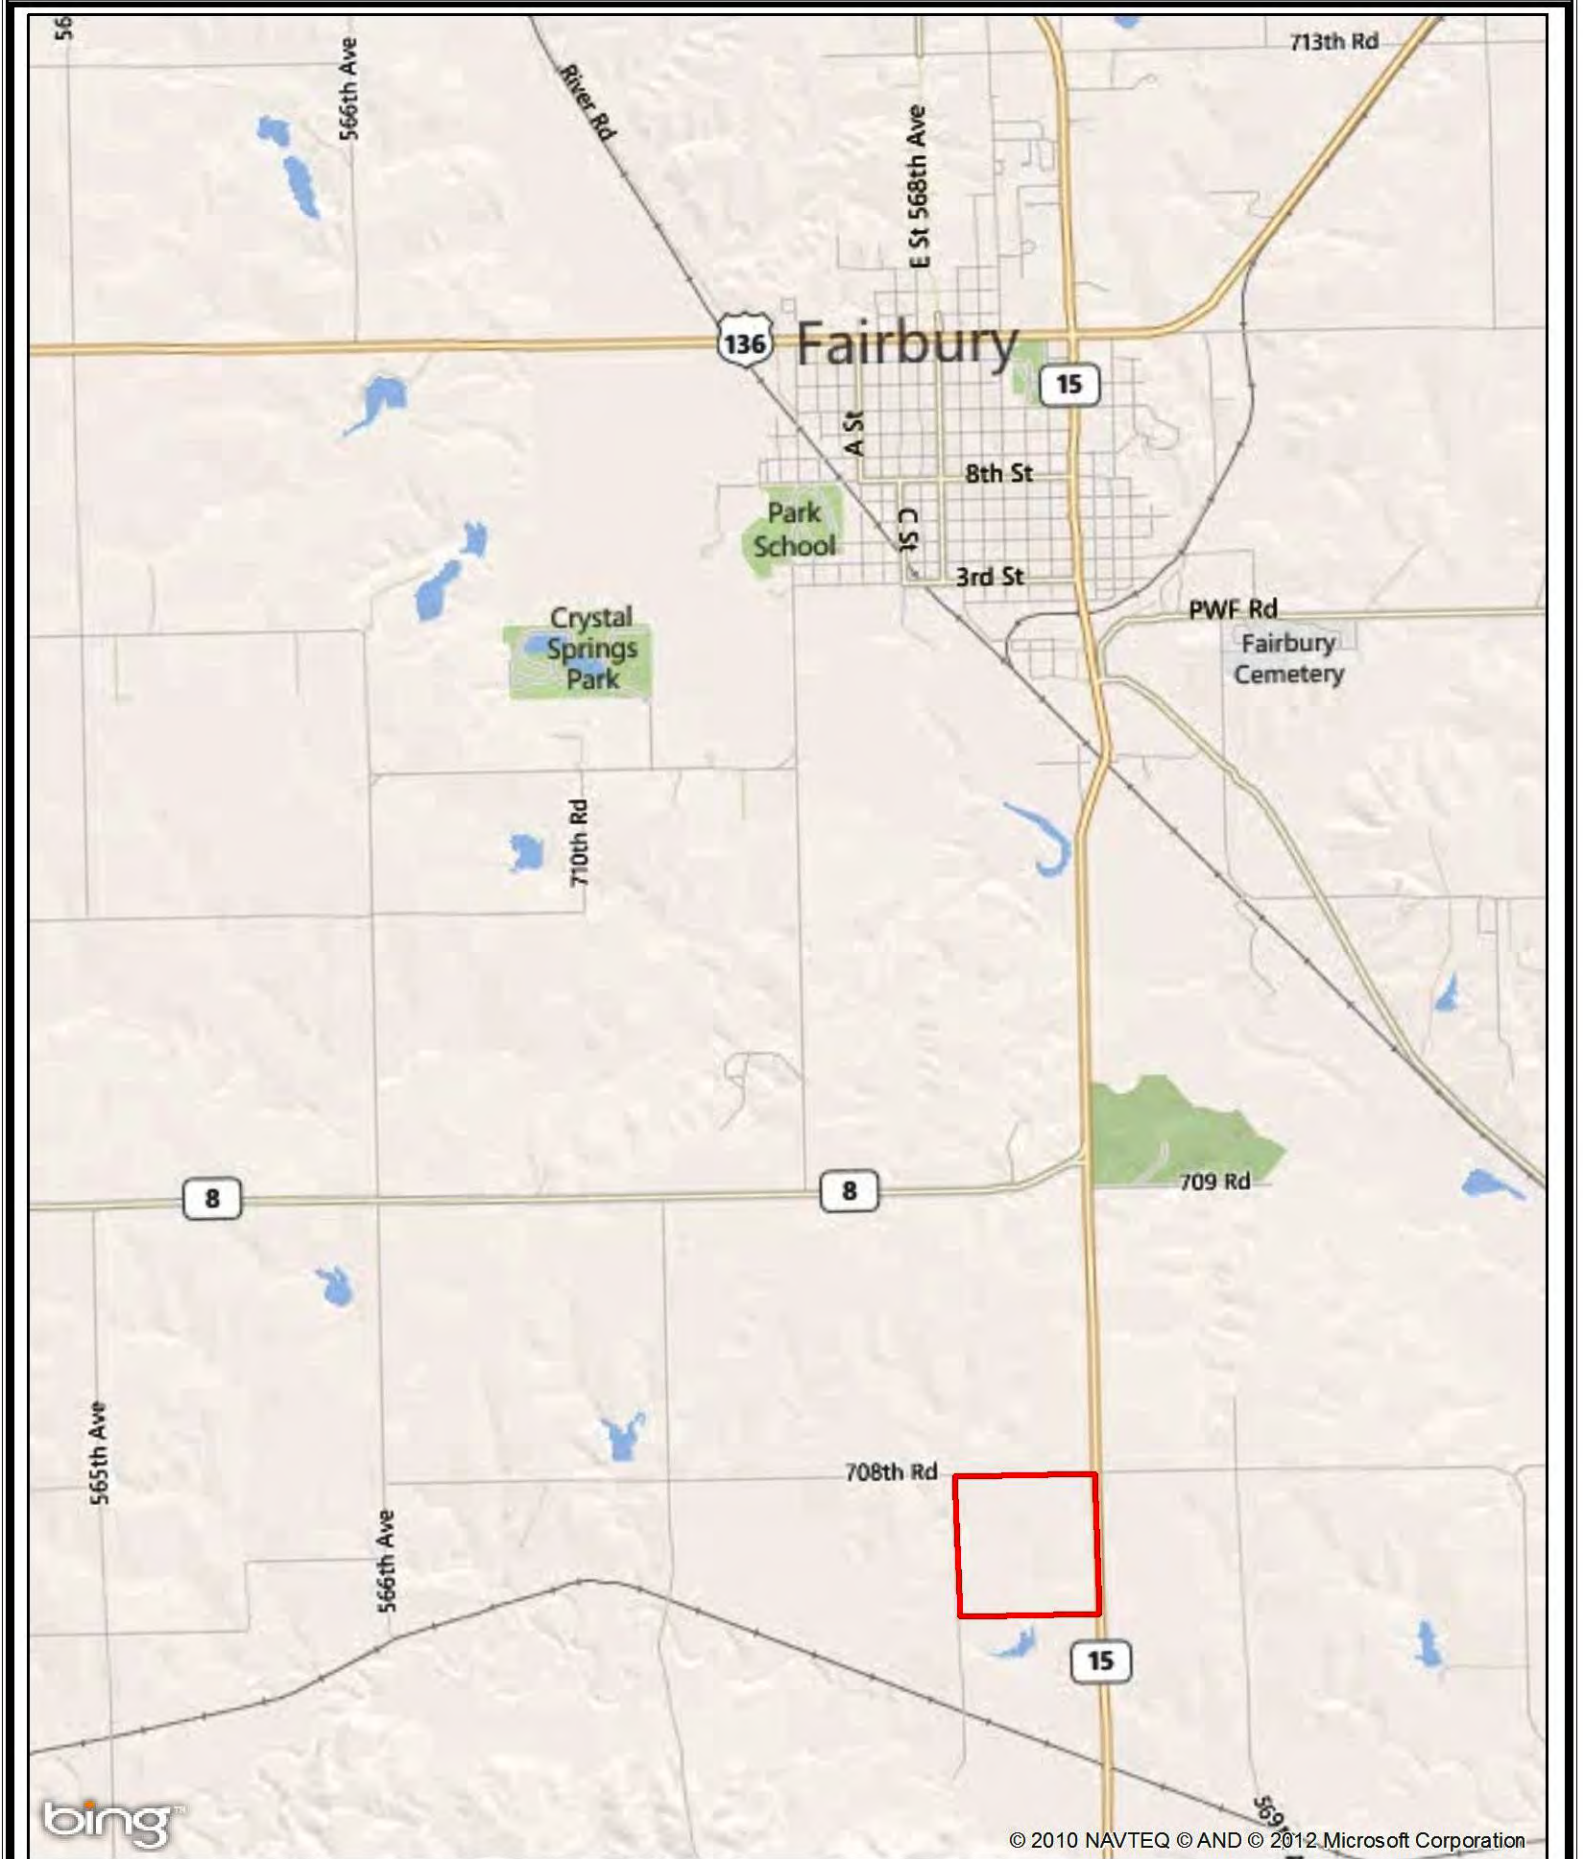 56
566th Ave
River Rd
713th Rd
E St 568th Ave
136
Fairbury
15
A St
8th St
Park
School
C St
3rd St
PWF Rd
Fairbury
Cemetery
Crystal
Springs
Park
710th Rd
8
8
709 Rd
565th Ave
708th Rd
566th Ave
15
bing™
© 2010 NAVTEQ © AND © 2012 Microsoft Corporation